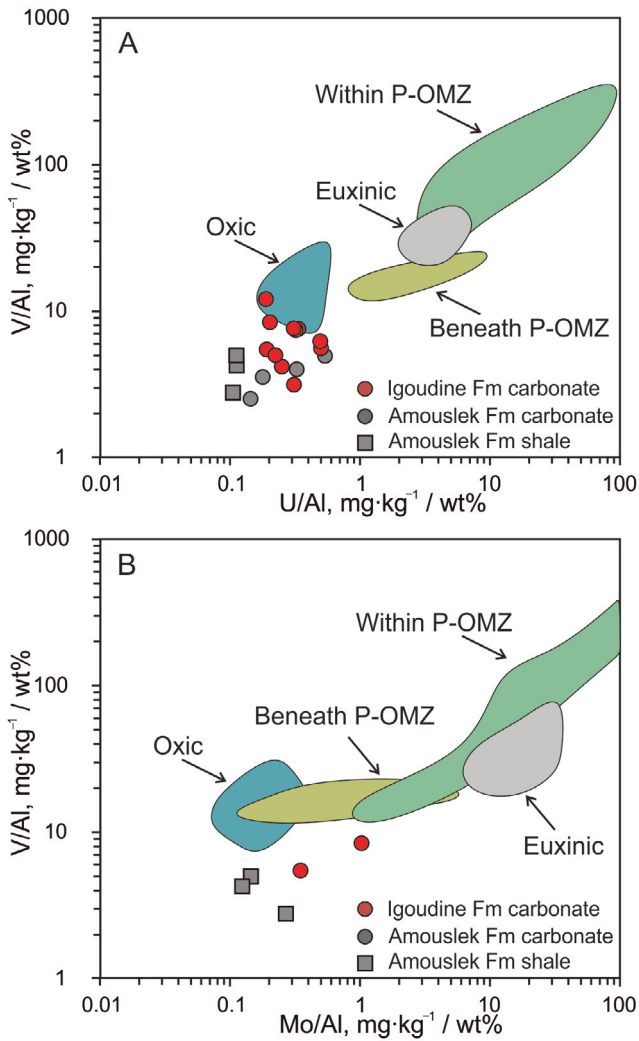 A
1000
100
10
1
V/Al, mg·kg⁻¹ / wt%
Within P-OMZ
Euxinic
Oxic
Beneath P-OMZ
Igoudine Fm carbonate
Amouslek Fm carbonate
Amouslek Fm shale
0.01 0.1 1 10 100
U/Al, mg·kg⁻¹ / wt%
B
1000
100
10
1
V/Al, mg·kg⁻¹ / wt%
Within P-OMZ
Beneath P-OMZ
Oxic
Euxinic
Igoudine Fm carbonate
Amouslek Fm carbonate
Amouslek Fm shale
0.01 0.1 1 10 100
Mo/Al, mg·kg⁻¹ / wt%